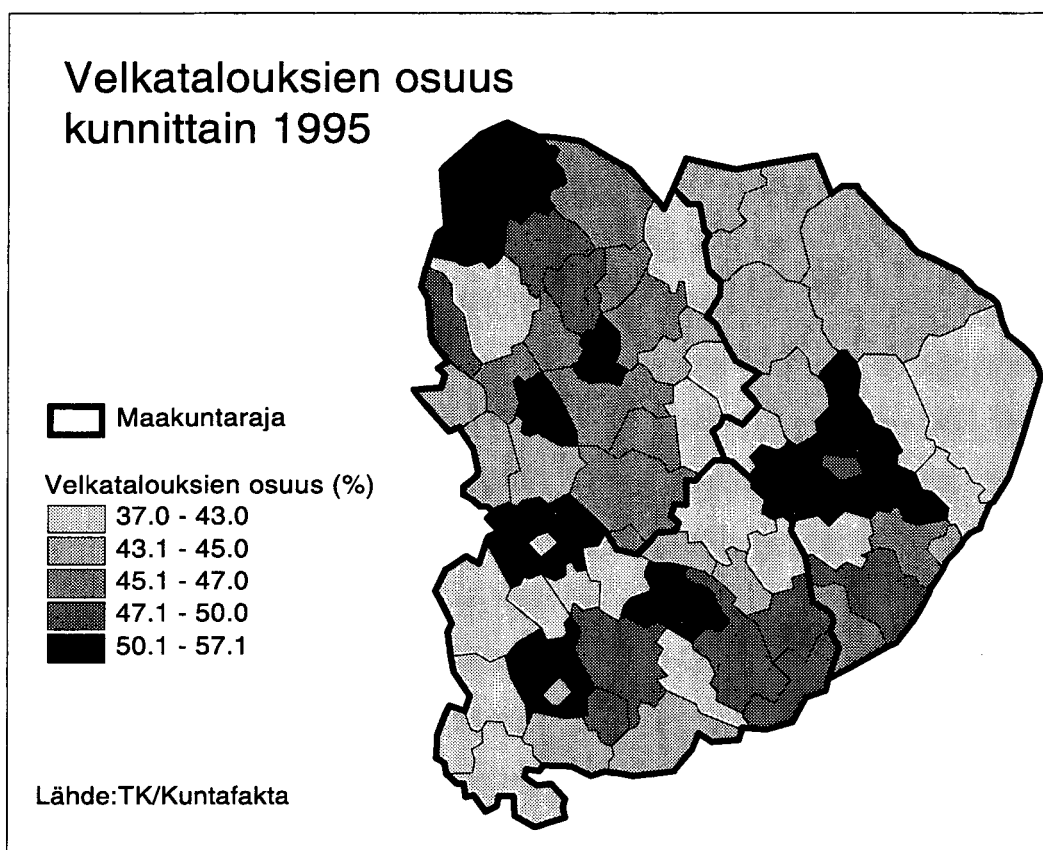 Velkatalouksien osuus
kunnittain 1995
Maakuntaraja
Velkatalouksien osuus (%)
37.0 - 43.0
43.1 - 45.0
45.1 - 47.0
47.1 - 50.0
50.1 - 57.1
Lähde:TK/Kuntafakta